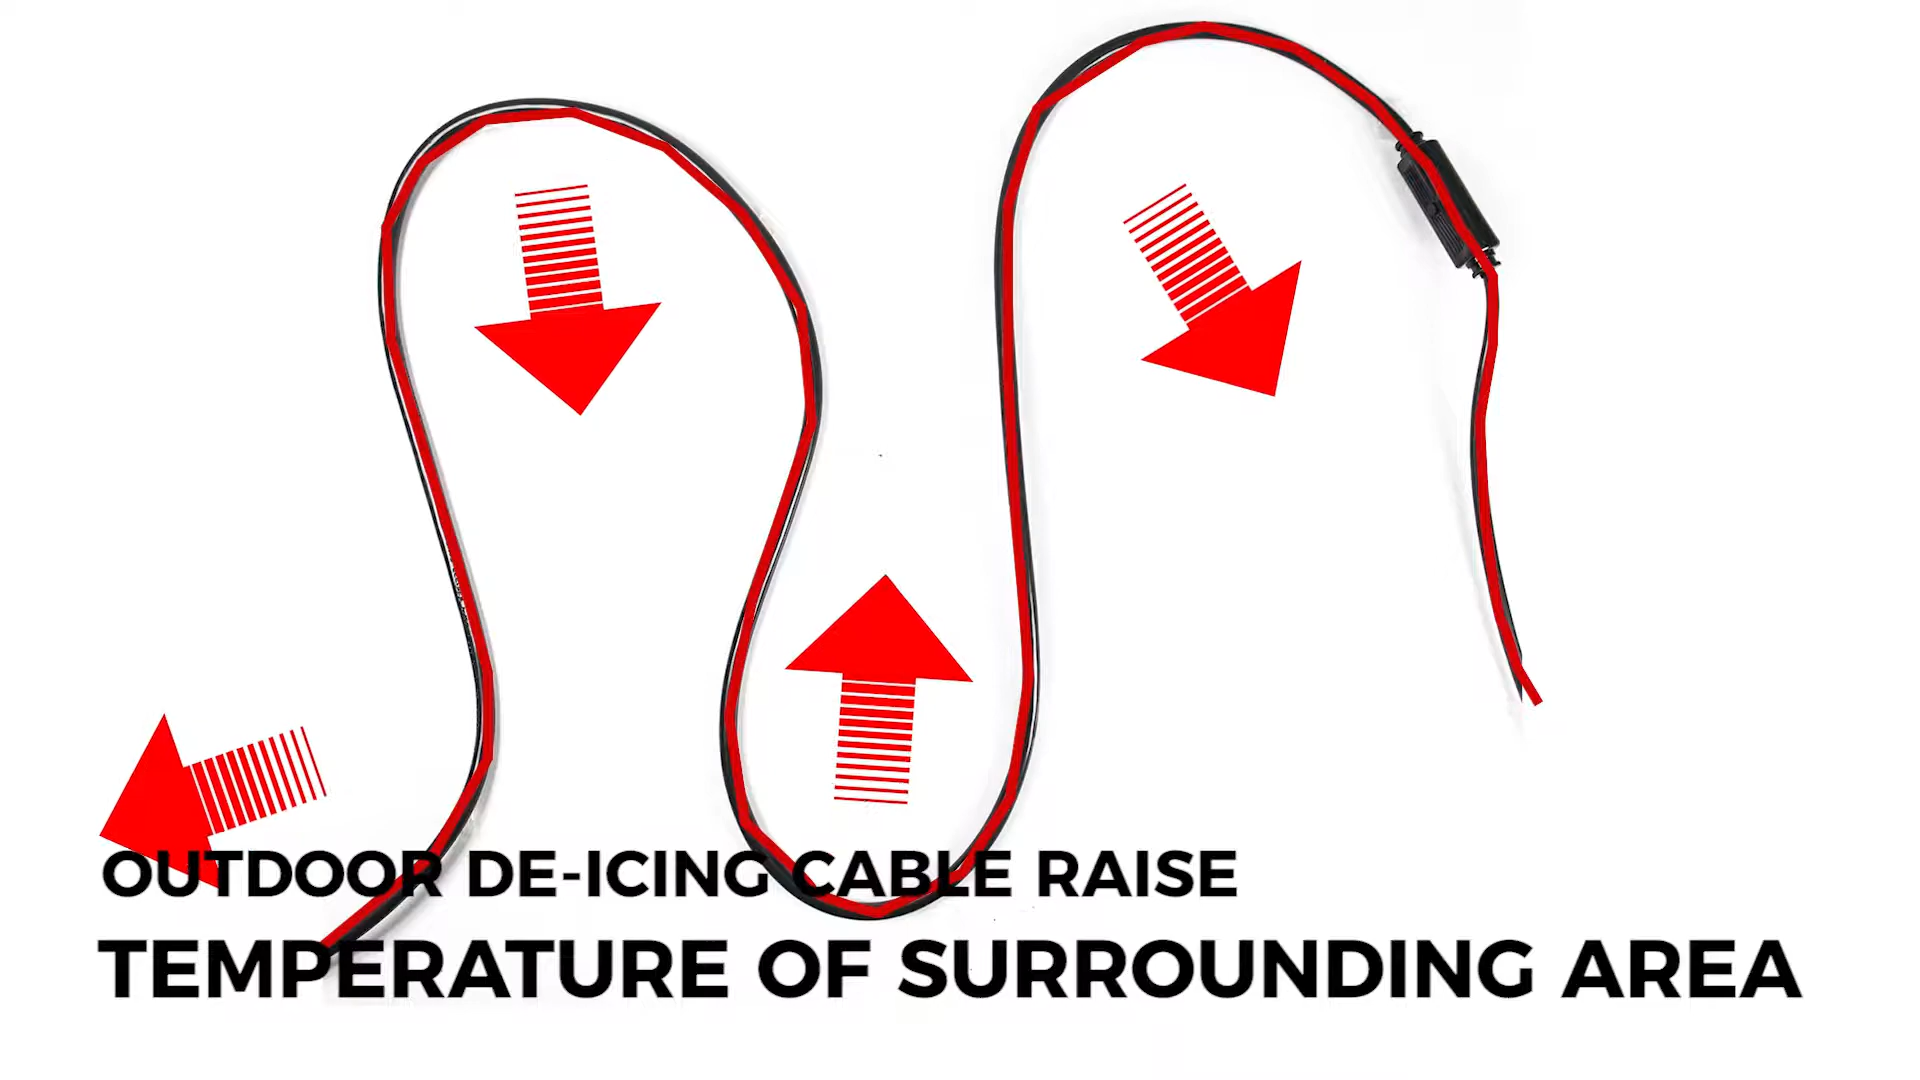 OUTDOOR DE-ICING CABLE RAISE
TEMPERATURE OF SURROUNDING AREA